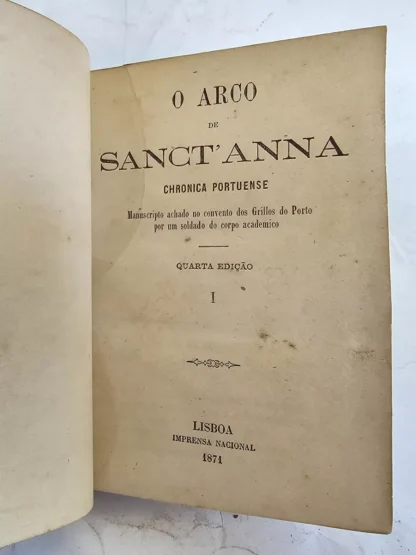 O ARCO
DE
SANCT'ANNA
CHRONICA PORTUENSE
Manuscripto achado no convento dos Grillos do Porto
por um soldado do corpo academico
QUARTA EDIÇÃO
I
LISBOA
IMPRENSA NACIONAL
1871